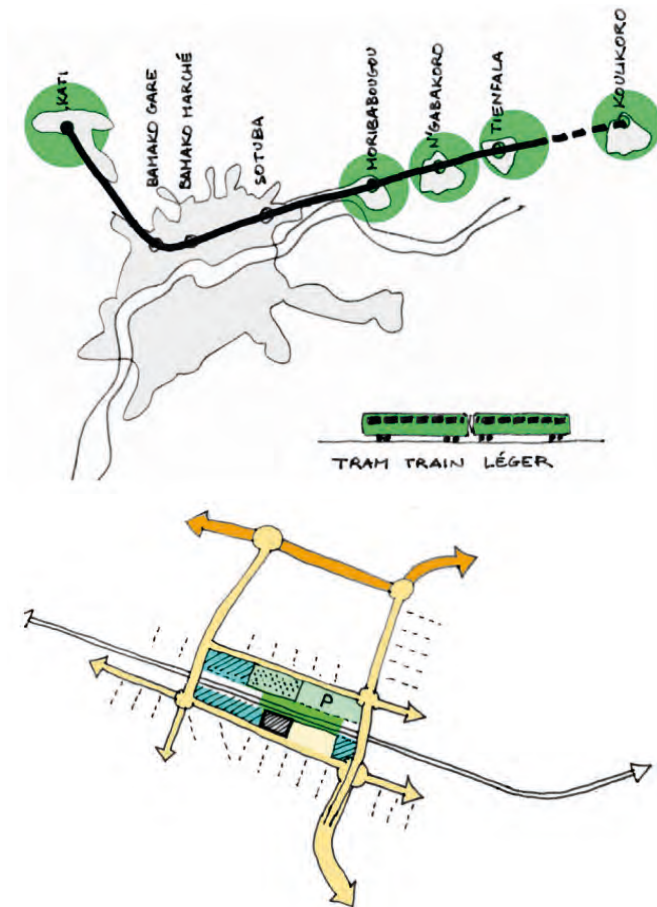 KATI
BAMAKO GARE
BAMAKO MARCHÉ
SOTUBA
MORIBABOUGOU
N'GABAKORO
TIENFALA
KOULIKORO
TRAM TRAIN LÉGER
P